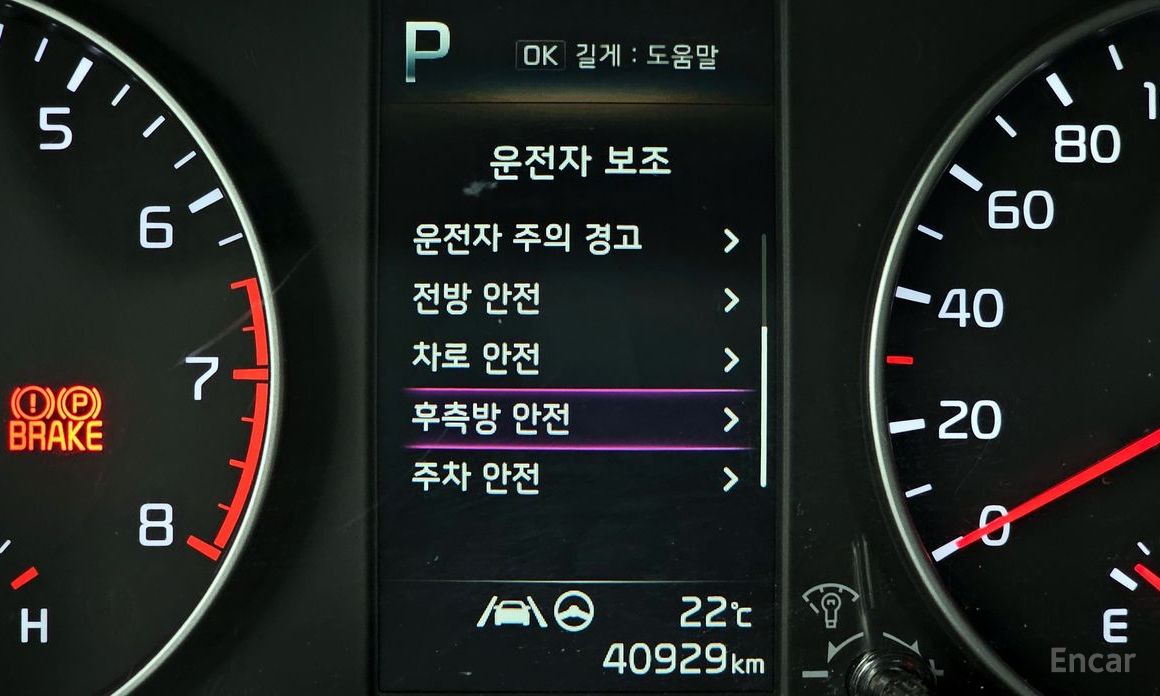 P
OK 길게 : 도움말
운전자 보조
운전자 주의 경고
전방 안전
차로 안전
후측방 안전
주차 안전
22℃
40929km
5
6
7
8
H
(!) (P)
BRAKE
80
60
40
20
0
E
Encar